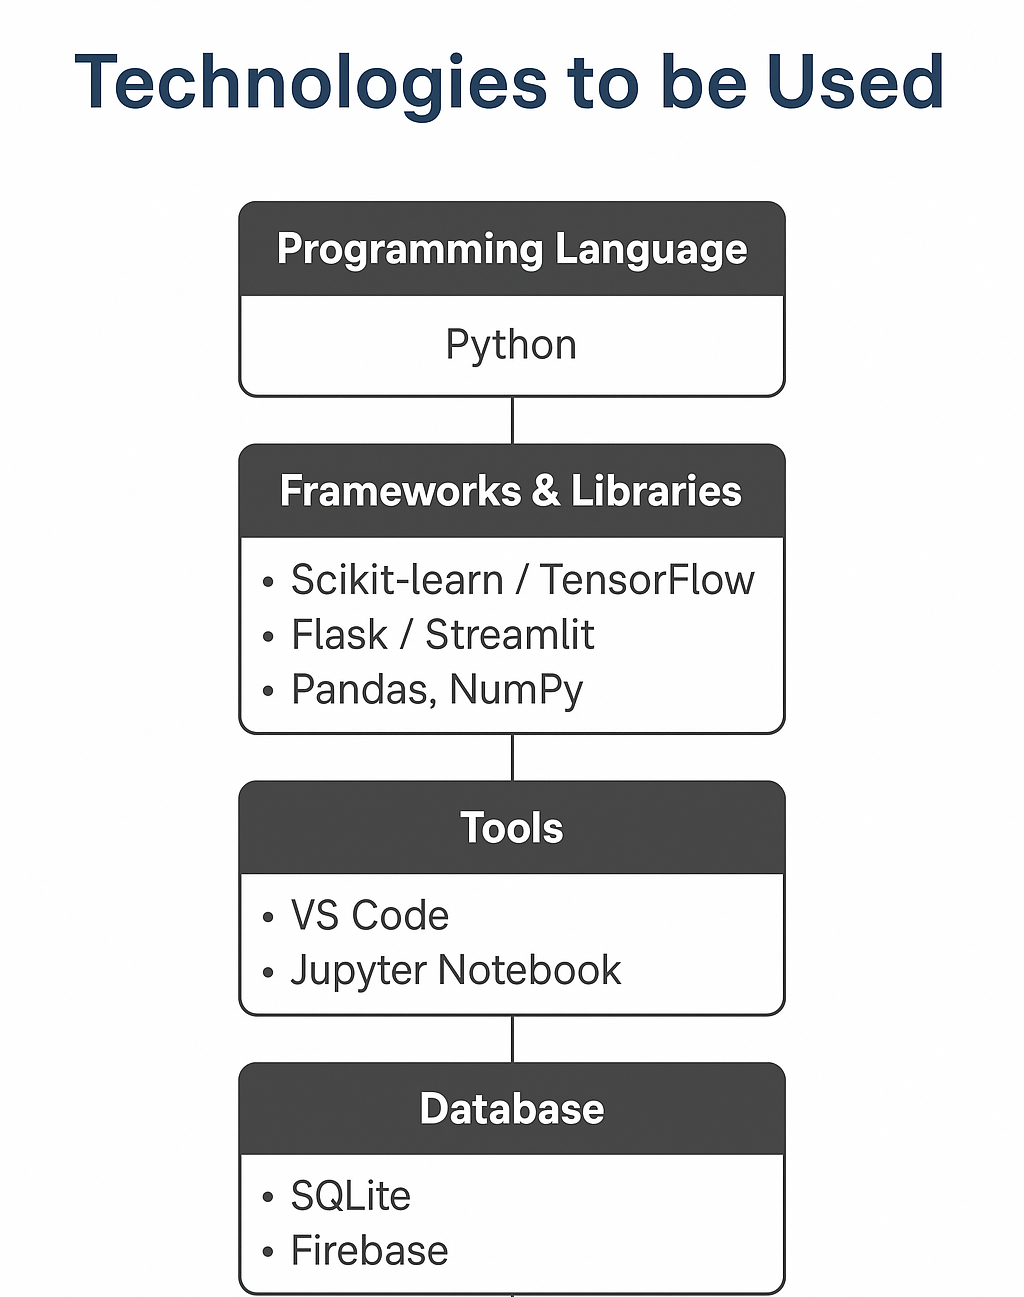 Technologies to be Used
Programming Language
Python
Frameworks & Libraries
• Scikit-learn / TensorFlow
• Flask / Streamlit
• Pandas, NumPy
Tools
• VS Code
• Jupyter Notebook
Database
• SQLite
• Firebase